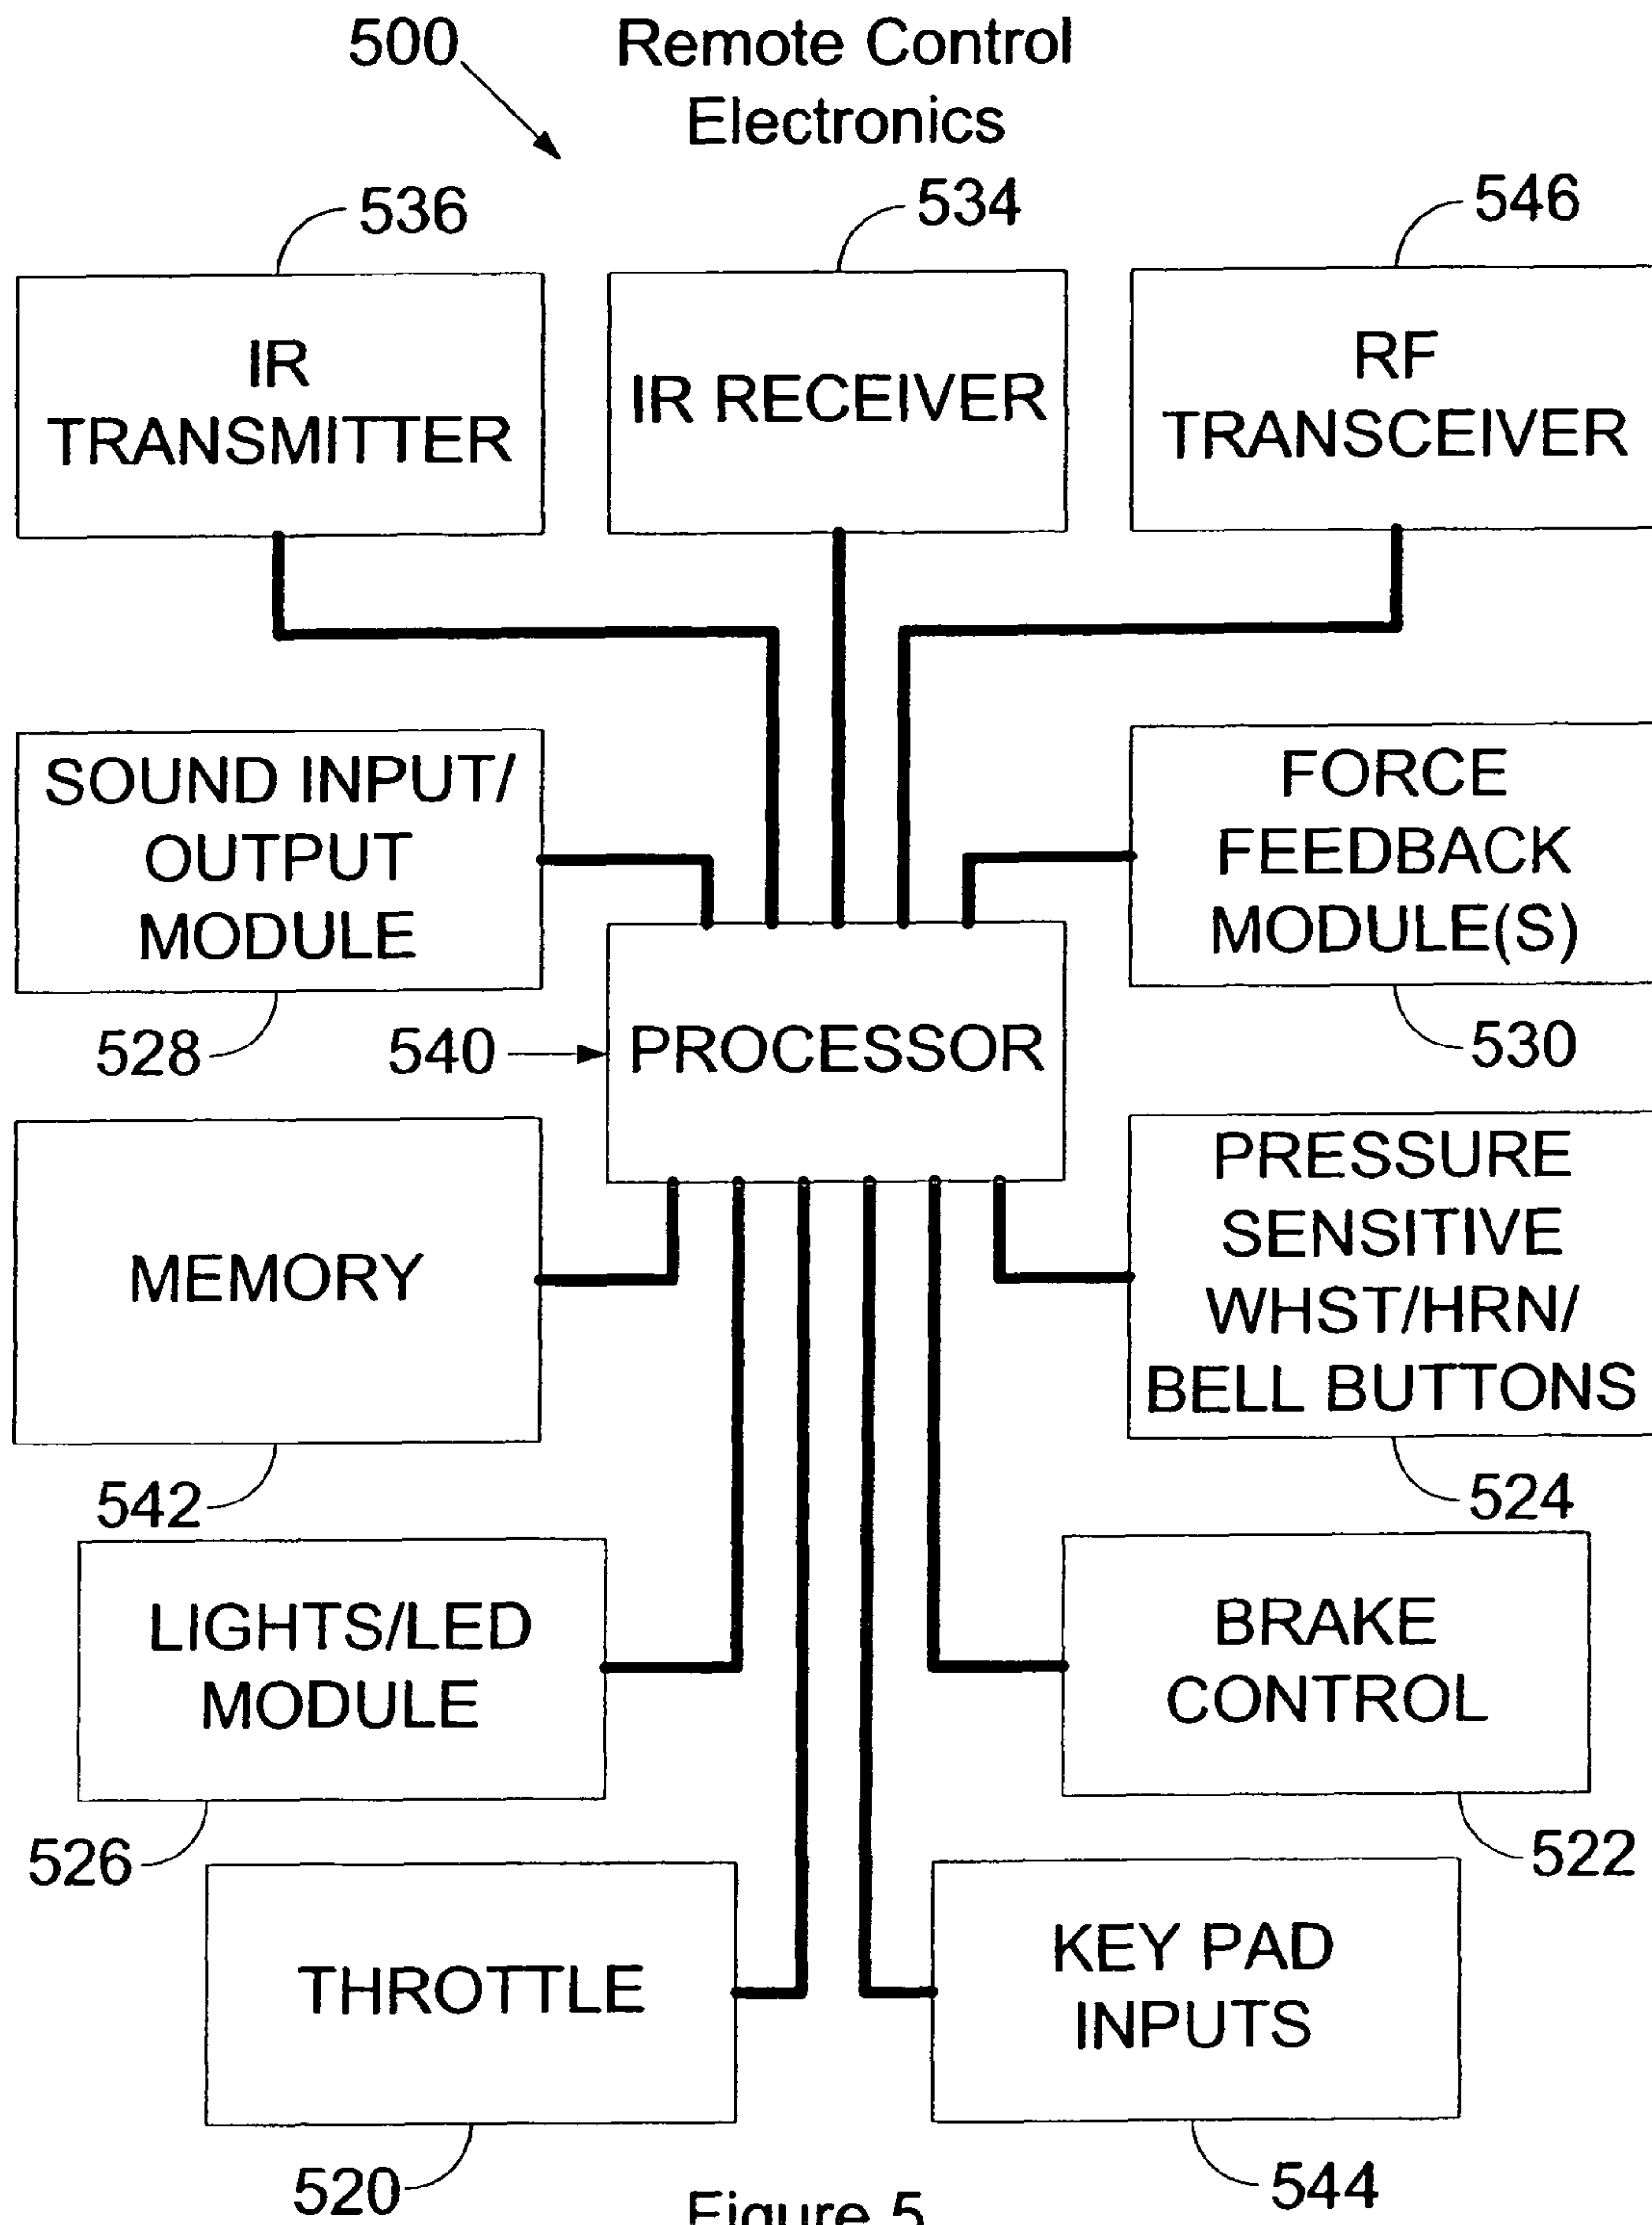 500
Remote Control
Electronics
536
534
546
IR
TRANSMITTER
IR RECEIVER
RF
TRANSCEIVER
SOUND INPUT/
OUTPUT
MODULE
FORCE
FEEDBACK
MODULE(S)
528
540
PROCESSOR
530
MEMORY
PRESSURE
SENSITIVE
WHST/HRN/
BELL BUTTONS
542
524
LIGHTS/LED
MODULE
BRAKE
CONTROL
526
522
THROTTLE
KEY PAD
INPUTS
520
544
Figure 5